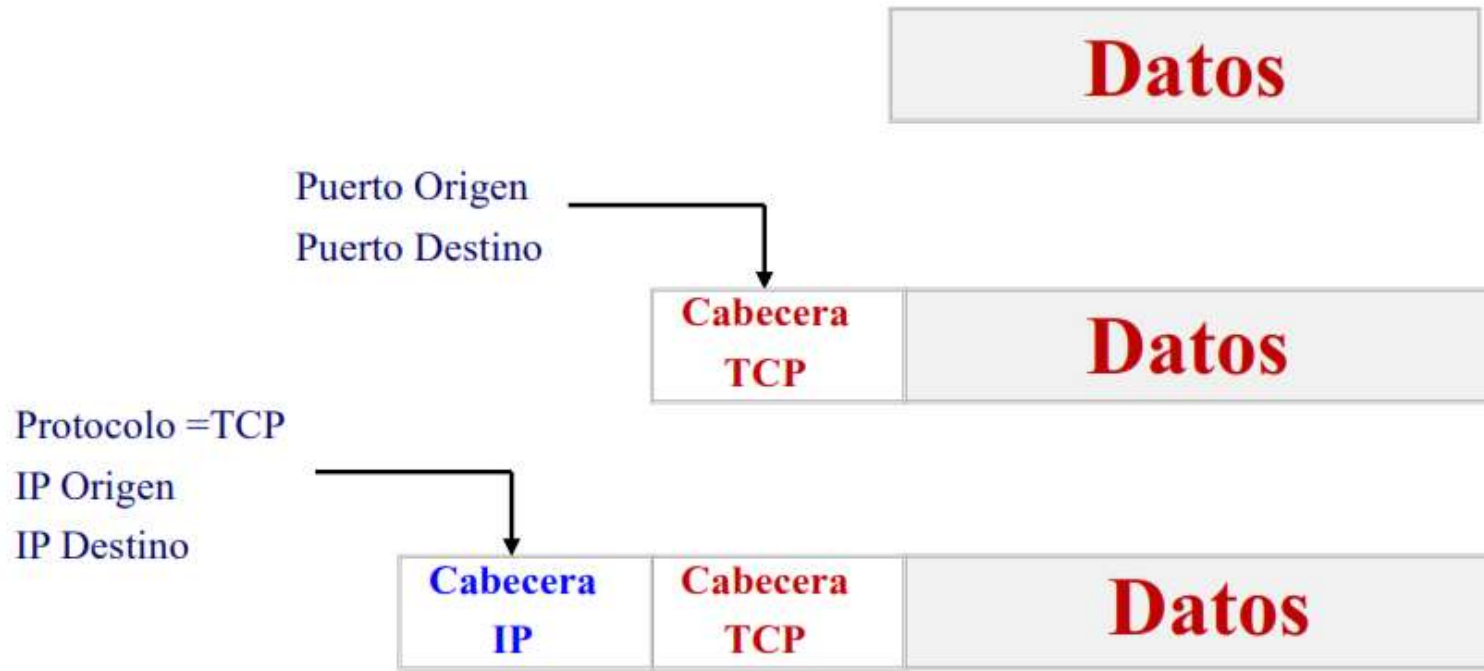 Datos
Puerto Origen
Puerto Destino
Cabecera
TCP
Datos
Protocolo =TCP
IP Origen
IP Destino
Cabecera
IP
Cabecera
TCP
Datos